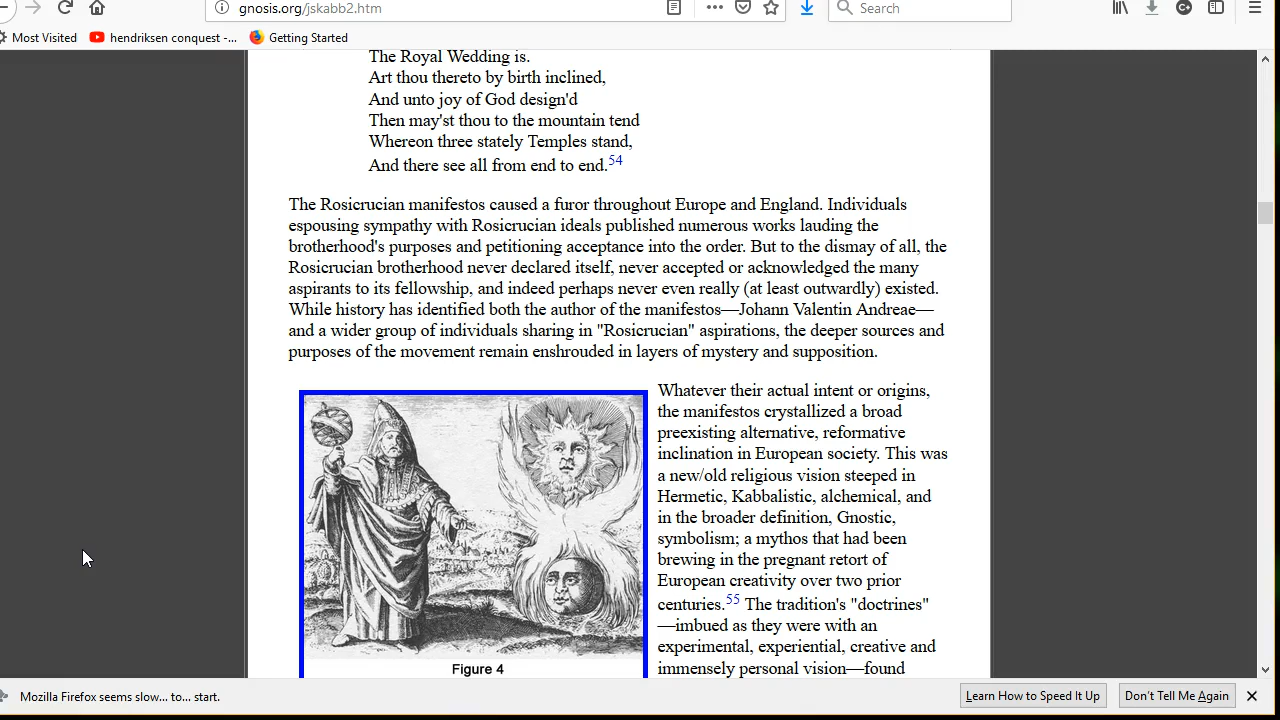 gnosis.org/jskabb2.htm
Search
Most Visited
hendriksen conquest -...
Getting Started
The Royal Wedding is.
Art thou thereto by birth inclined,
And unto joy of God design'd
Then may'st thou to the mountain tend
Whereon three stately Temples stand,
And there see all from end to end.54
The Rosicrucian manifestos caused a furor throughout Europe and England. Individuals
espousing sympathy with Rosicrucian ideals published numerous works lauding the
brotherhood's purposes and petitioning acceptance into the order. But to the dismay of all, the
Rosicrucian brotherhood never declared itself, never accepted or acknowledged the many
aspirants to its fellowship, and indeed perhaps never even really (at least outwardly) existed.
While history has identified both the author of the manifestos—Johann Valentin Andreae—
and a wider group of individuals sharing in "Rosicrucian" aspirations, the deeper sources and
purposes of the movement remain enshrouded in layers of mystery and supposition.
Whatever their actual intent or origins,
the manifestos crystallized a broad
preexisting alternative, reformative
inclination in European society. This was
a new/old religious vision steeped in
Hermetic, Kabbalistic, alchemical, and
in the broader definition, Gnostic,
symbolism; a mythos that had been
brewing in the pregnant retort of
European creativity over two prior
centuries.55 The tradition's "doctrines"
—imbued as they were with an
experimental, experiential, creative and
immensely personal vision—found
Figure 4
Mozilla Firefox seems slow... to... start.
Learn How to Speed It Up
Don't Tell Me Again